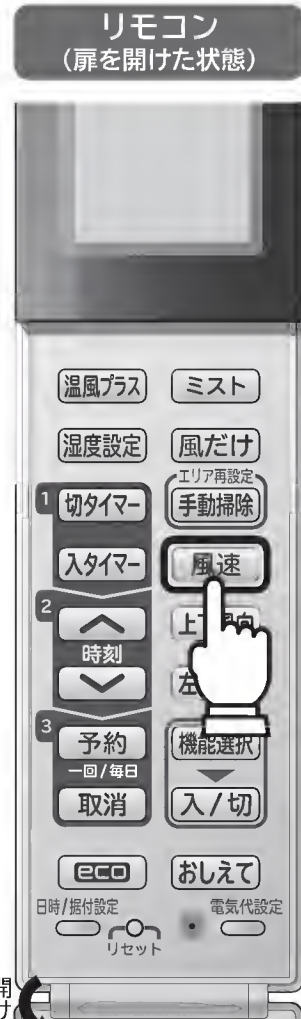 リモコン
(扉を開けた状態)
温風プラス
ミスト
湿度設定
風だけ
エリア再設定
1
切タイマー
手動掃除
入タイマー
風速
2
時刻
3
予約
機能選択
一回/毎日
取消
入/切
eco
おしえて
日時/据付設定
電気代設定
リセット
開
け